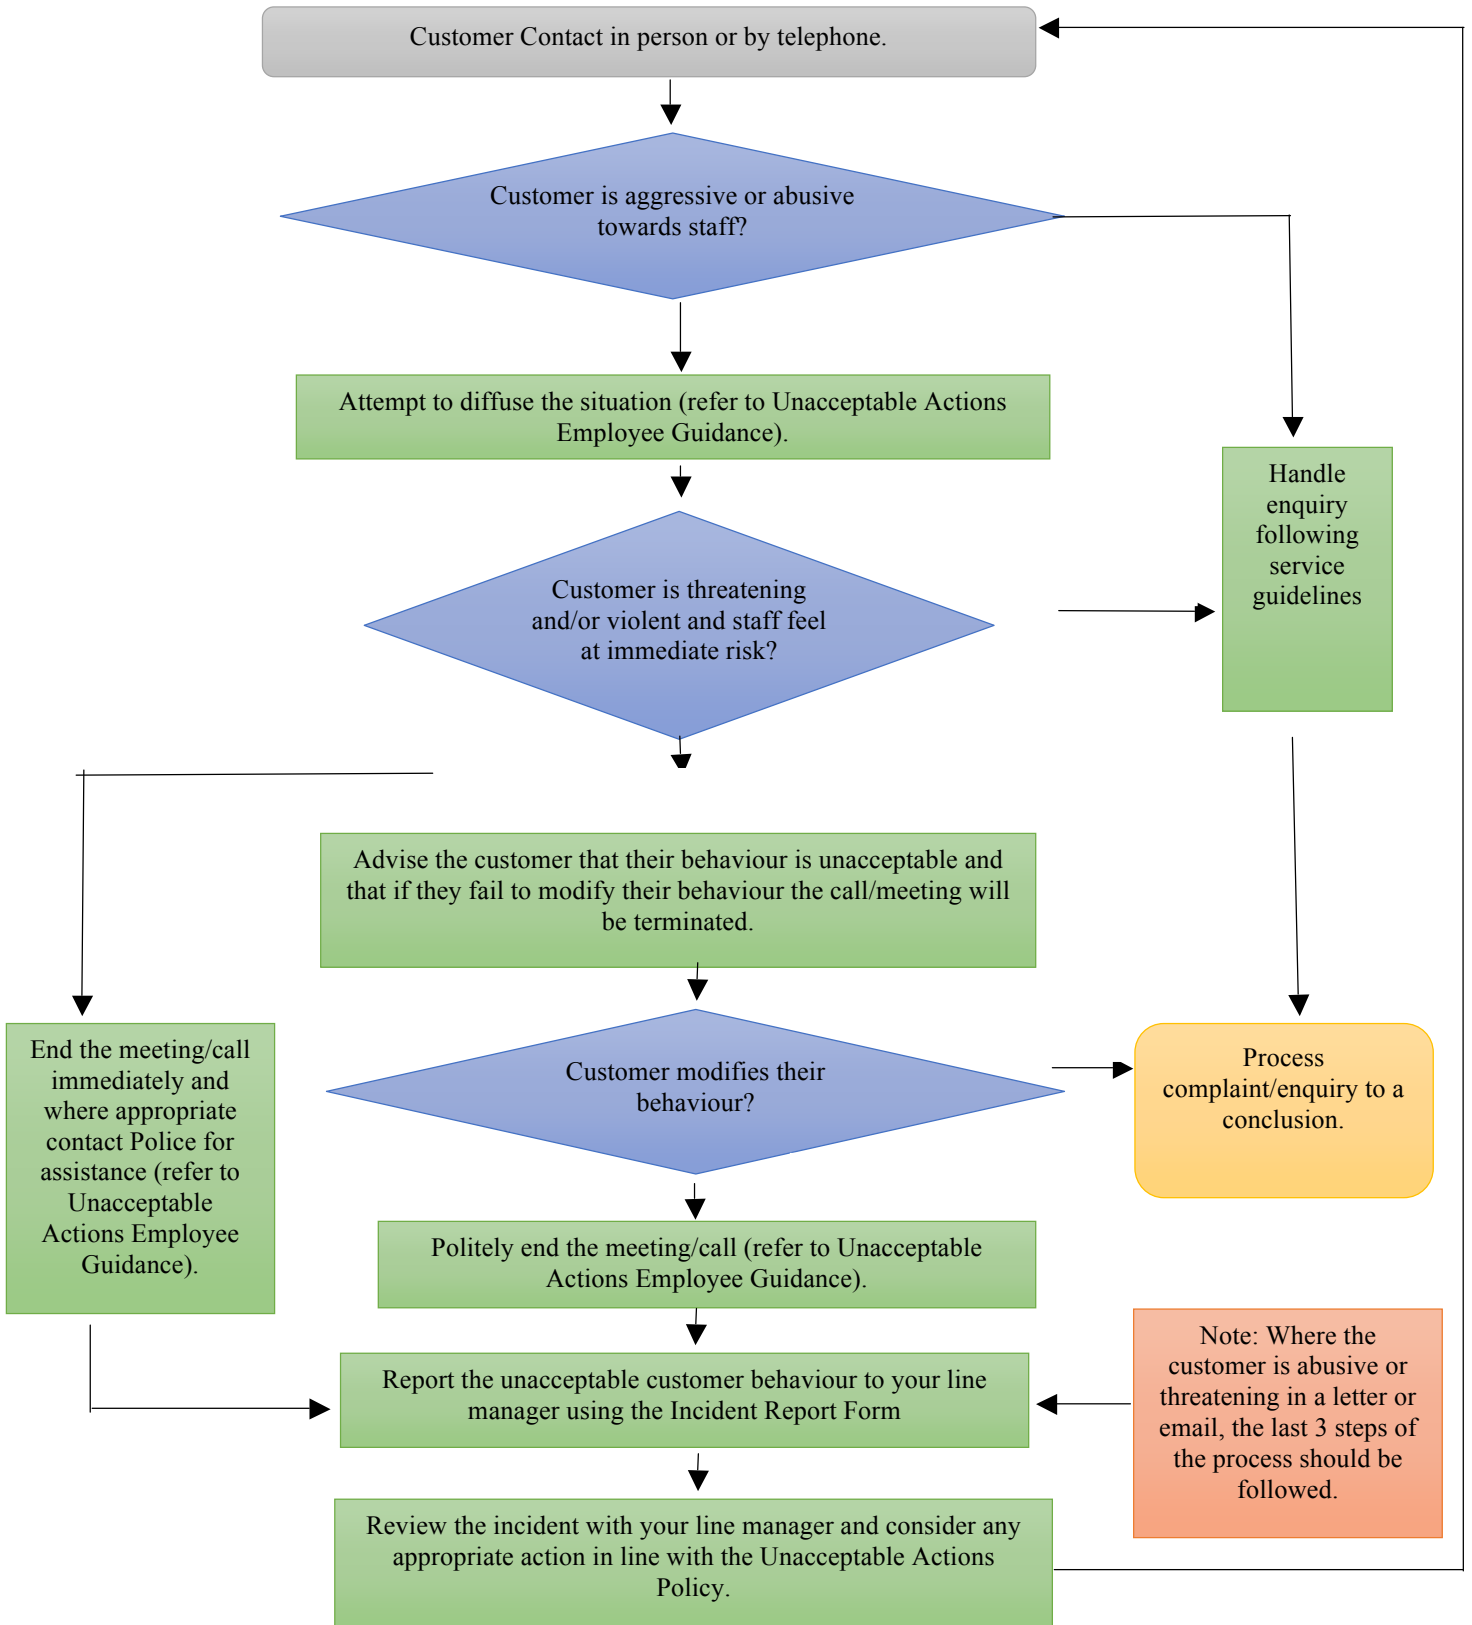 Customer Contact in person or by telephone.
Customer is aggressive or abusive
towards staff?
Attempt to diffuse the situation (refer to Unacceptable Actions
Employee Guidance).
Handle
enquiry
following
service
guidelines
Customer is threatening
and/or violent and staff feel
at immediate risk?
Advise the customer that their behaviour is unacceptable and
that if they fail to modify their behaviour the call/meeting will
be terminated.
End the meeting/call
immediately and
where appropriate
contact Police for
assistance (refer to
Unacceptable
Actions Employee
Guidance).
Customer modifies their
behaviour?
Process
complaint/enquiry to a
conclusion.
Politely end the meeting/call (refer to Unacceptable
Actions Employee Guidance).
Report the unacceptable customer behaviour to your line
manager using the Incident Report Form
Note: Where the
customer is abusive or
threatening in a letter or
email, the last 3 steps of
the process should be
followed.
Review the incident with your line manager and consider any
appropriate action in line with the Unacceptable Actions
Policy.